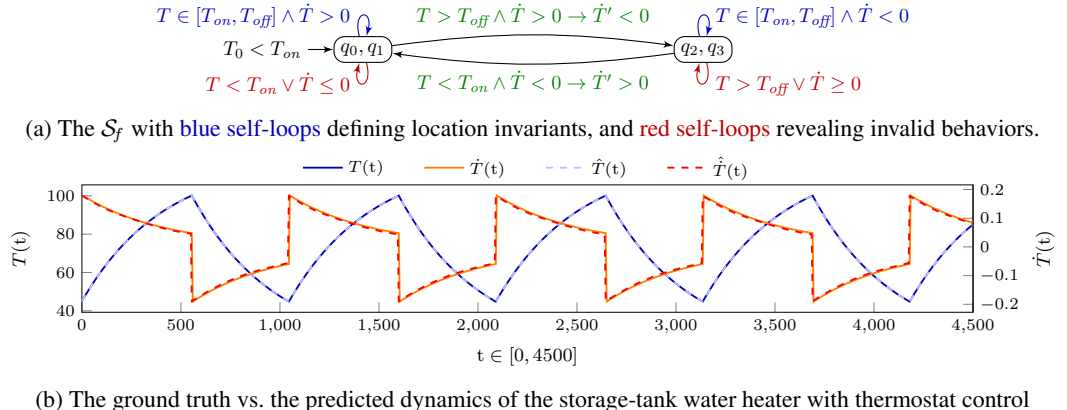 T ∈ [T_on, T_off] ∧ Ṫ > 0 T > T_off ∧ Ṫ > 0 → Ṫ′ < 0 T ∈ [T_on, T_off] ∧ Ṫ < 0
T_0 < T_on q_0, q_1 q_2, q_3
T < T_on ∨ Ṫ ≤ 0 T < T_on ∧ Ṫ < 0 → Ṫ′ > 0 T > T_off ∨ Ṫ ≥ 0
(a) The S_f with blue self-loops defining location invariants, and red self-loops revealing invalid behaviors.
T(t) Ṫ(t) T̂(t) Ṫ̂(t)
100 0.2
80 0.1
0
60 −0.1
40 −0.2
T(t)
Ṫ(t)
0 500 1,000 1,500 2,000 2,500 3,000 3,500 4,000 4,500
t ∈ [0, 4500]
(b) The ground truth vs. the predicted dynamics of the storage-tank water heater with thermostat control